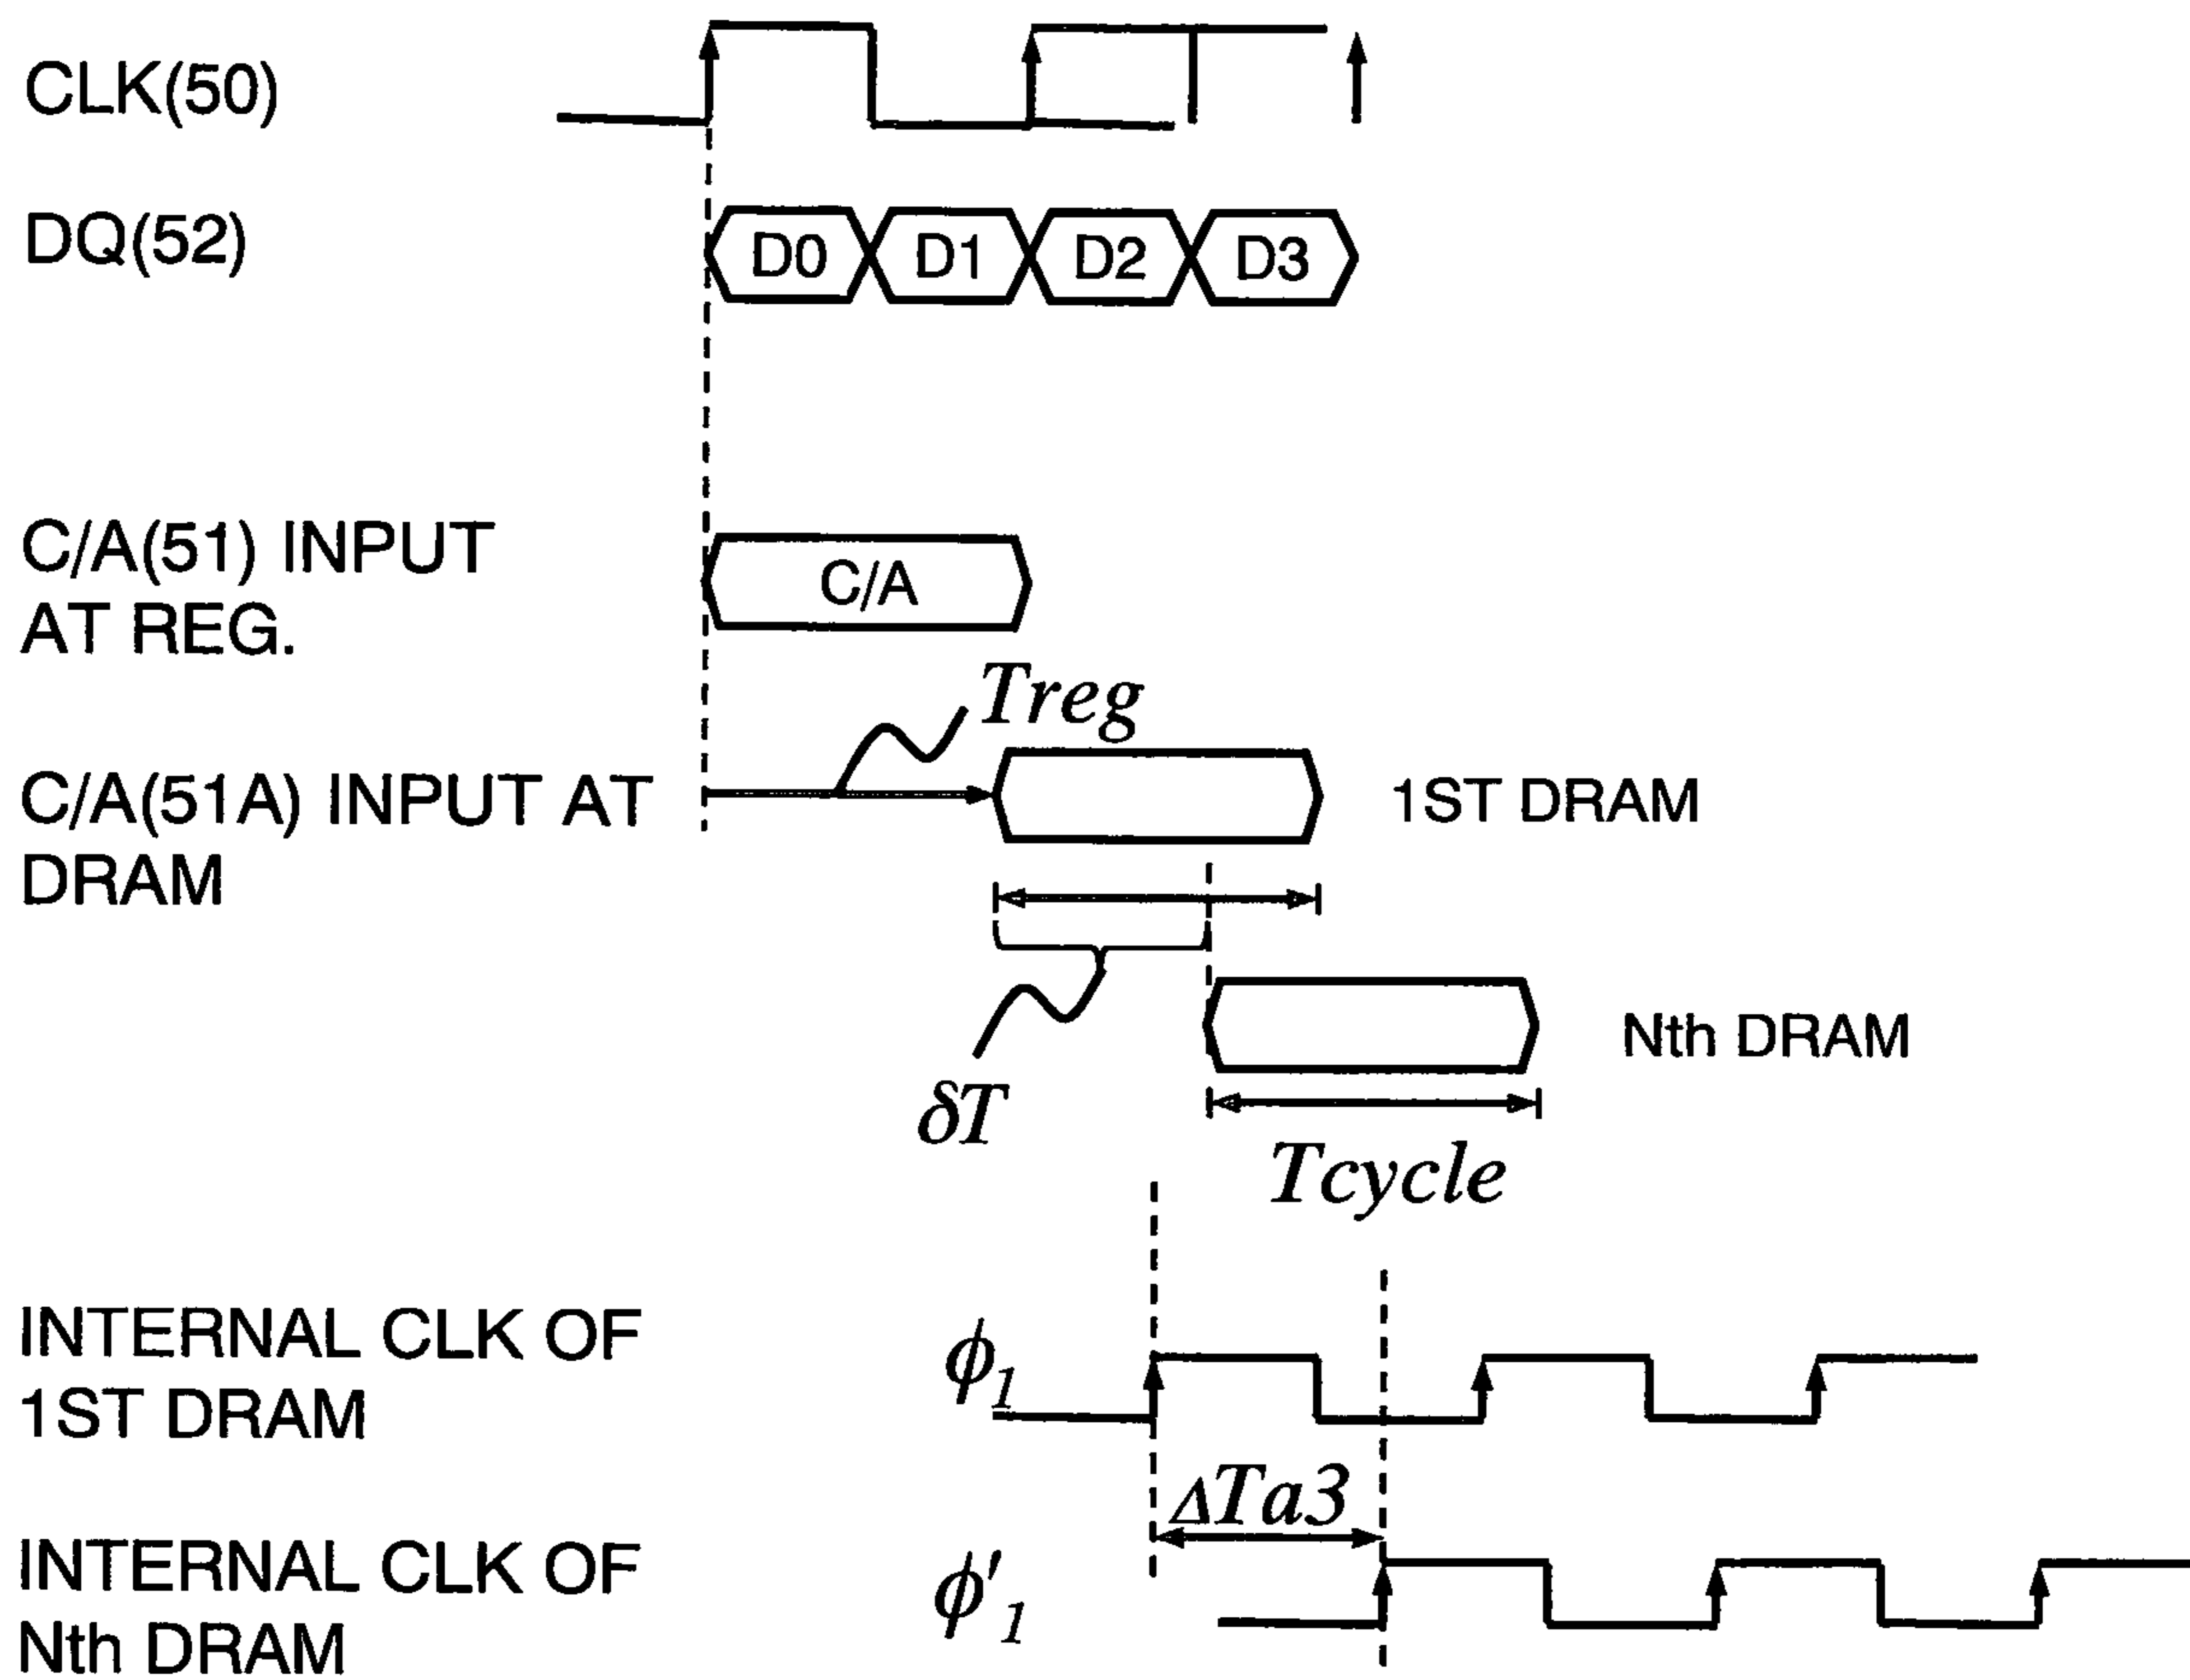 CLK(50)
DQ(52)
D0 D1 D2 D3
C/A(51) INPUT
AT REG.
C/A
Treg
C/A(51A) INPUT AT
DRAM
1ST DRAM
Nth DRAM
δT
Tcycle
INTERNAL CLK OF
1ST DRAM
ϕ1
ΔTa3
INTERNAL CLK OF
Nth DRAM
ϕ'1